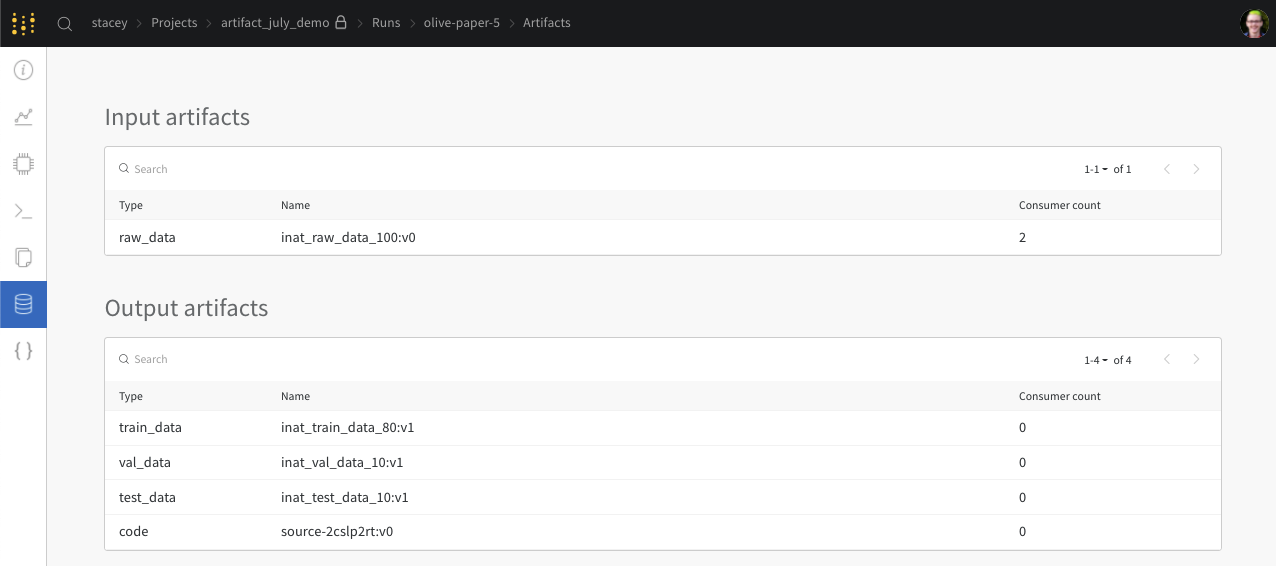 stacey Projects artifact_july_demo Runs olive-paper-5 Artifacts
Input artifacts
Search 1-1 of 1
Type Name Consumer count
raw_data inat_raw_data_100:v0 2
Output artifacts
Search 1-4 of 4
Type Name Consumer count
train_data inat_train_data_80:v1 0
val_data inat_val_data_10:v1 0
test_data inat_test_data_10:v1 0
code source-2cslp2rt:v0 0